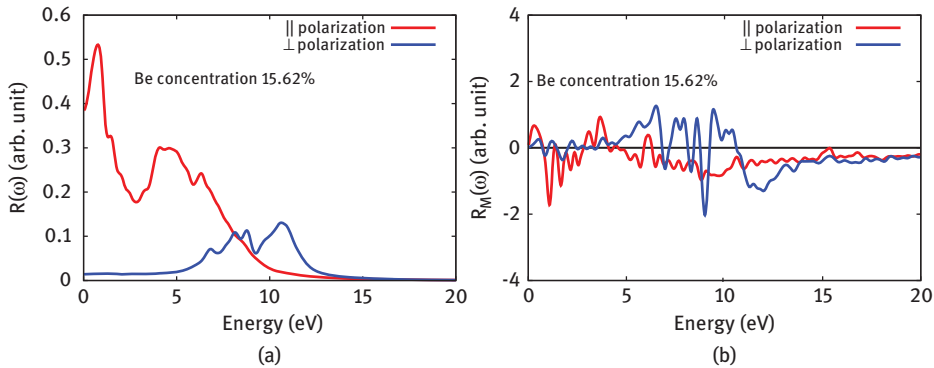 0.6
0.5
0.4
0.3
0.2
0.1
0
R(ω) (arb. unit)
|| polarization
⊥ polarization
Be concentration 15.62%
0 5 10 15 20
Energy (eV)
(a)
4
2
0
-2
-4
R_M(ω) (arb. unit)
|| polarization
⊥ polarization
Be concentration 15.62%
0 5 10 15 20
Energy (eV)
(b)